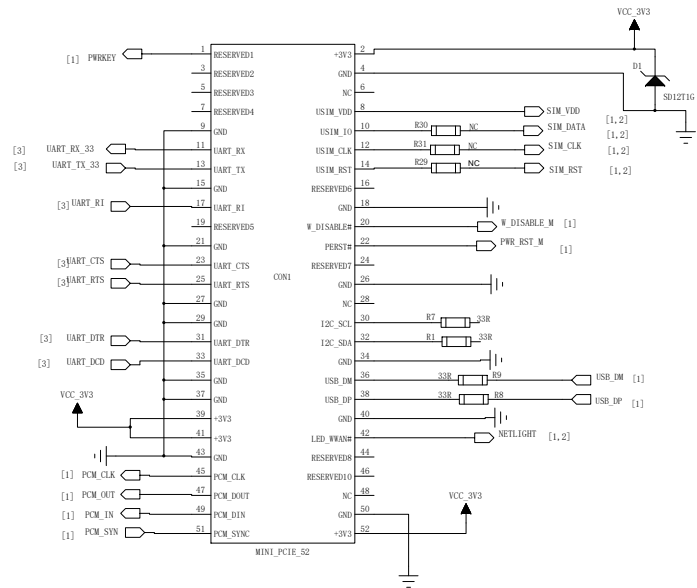 VCC_3V3
[1] PWRKEY 1 RESERVED1 +3V3 2
3 RESERVED2 GND 4 D1
5 RESERVED3 NC 6 SD12T1G
7 RESERVED4 USIM_VDD 8 SIM_VDD [1,2]
9 GND USIM_IO 10 R30 NC SIM_DATA [1,2]
[3] UART_RX_33 11 UART_RX USIM_CLK 12 R31 NC SIM_CLK [1,2]
[3] UART_TX_33 13 UART_TX USIM_RST 14 R29 NC SIM_RST [1,2]
15 GND RESERVED6 16
[3] UART_RI 17 UART_RI GND 18
19 RESERVED5 W_DISABLE# 20 W_DISABLE_M [1]
21 GND PERST# 22 PWR_RST_M [1]
[3] UART_CTS 23 UART_CTS RESERVED7 24
[3] UART_RTS 25 UART_RTS CON1 GND 26
27 GND NC 28
29 GND I2C_SCL 30 R7 33R
[3] UART_DTR 31 UART_DTR I2C_SDA 32 R1 33R
[3] UART_DCD 33 UART_DCD GND 34
35 GND USB_DM 36 33R R9 USB_DM [1]
37 GND USB_DP 38 33R R8 USB_DP [1]
VCC_3V3 39 +3V3 GND 40
41 +3V3 LED_WWAN# 42 NETLIGHT [1,2]
43 GND RESERVED8 44
[1] PCM_CLK 45 PCM_CLK RESERVED10 46
[1] PCM_OUT 47 PCM_DOUT NC 48 VCC_3V3
[1] PCM_IN 49 PCM_DIN GND 50
[1] PCM_SYN 51 PCM_SYNC +3V3 52
MINI_PCIE_52